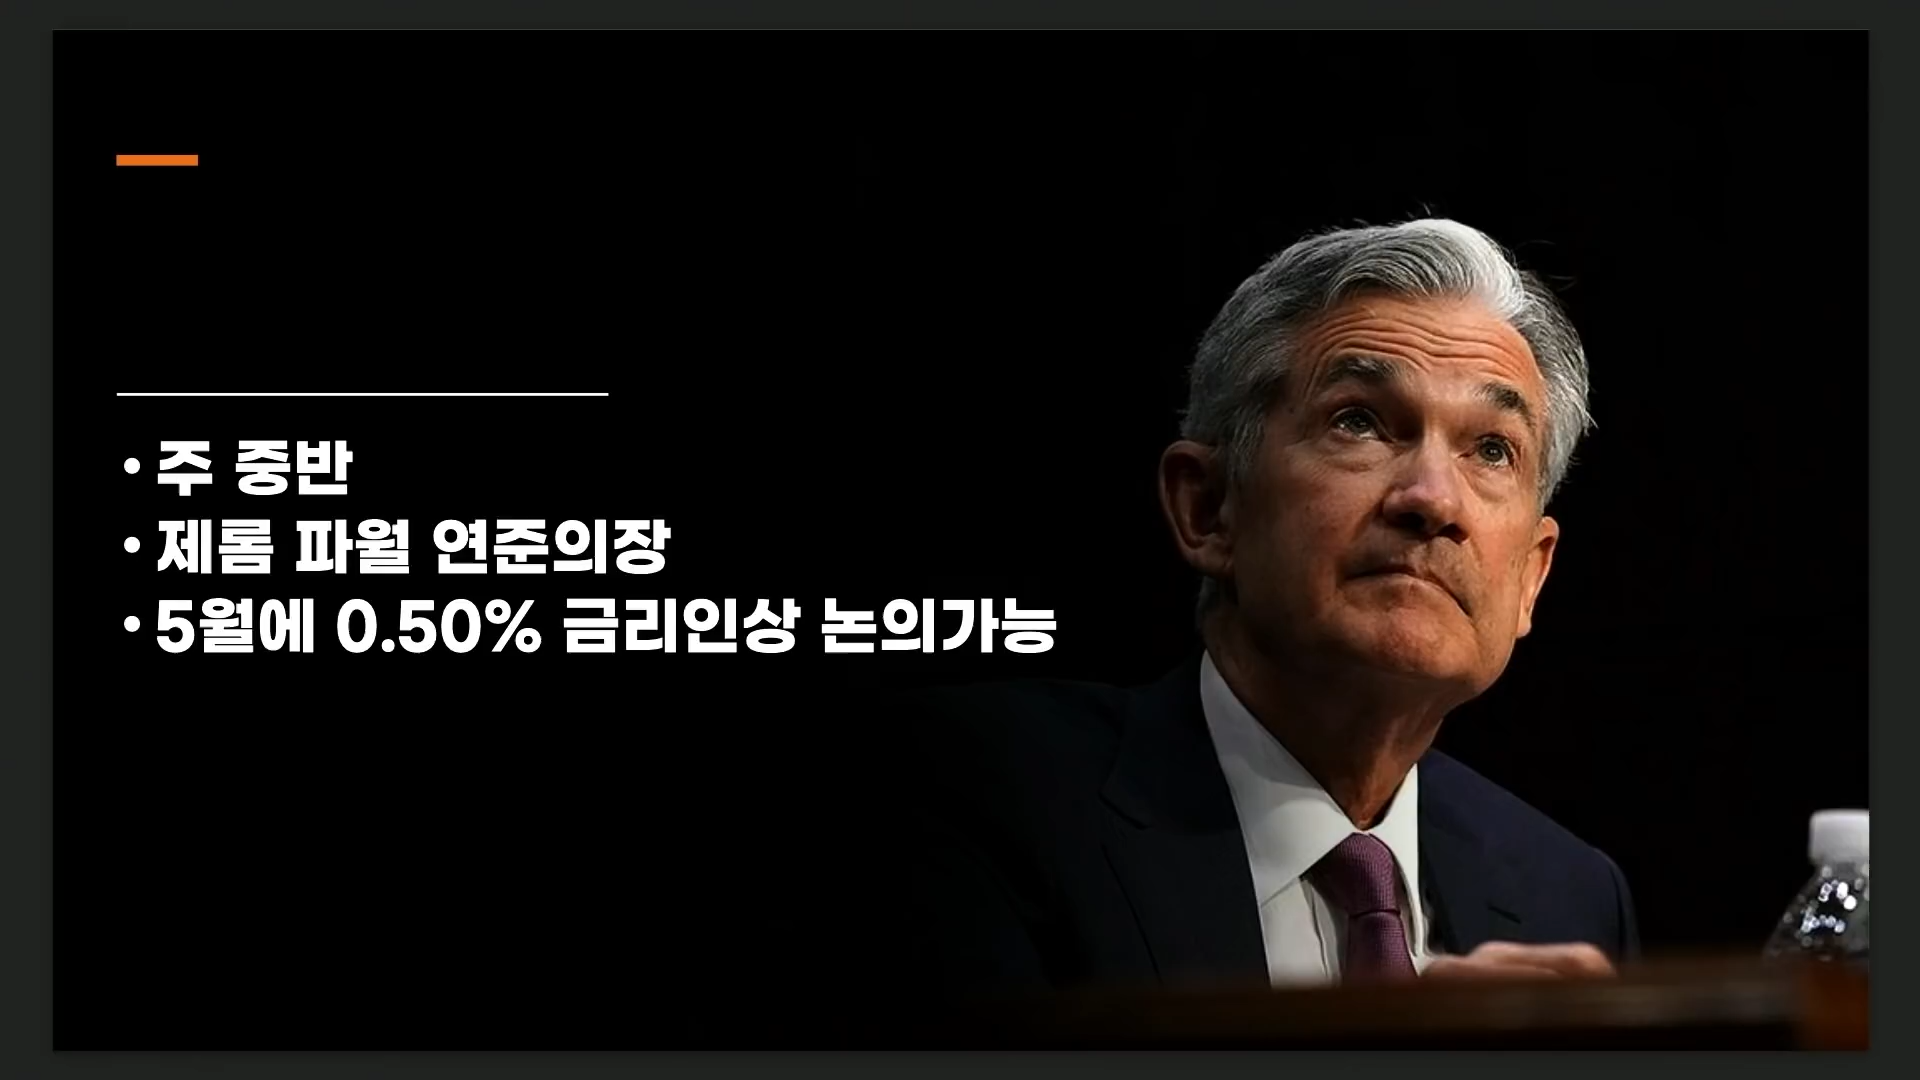 • 주 중반
• 제롬 파월 연준의장
• 5월에 0.50% 금리인상 논의가능